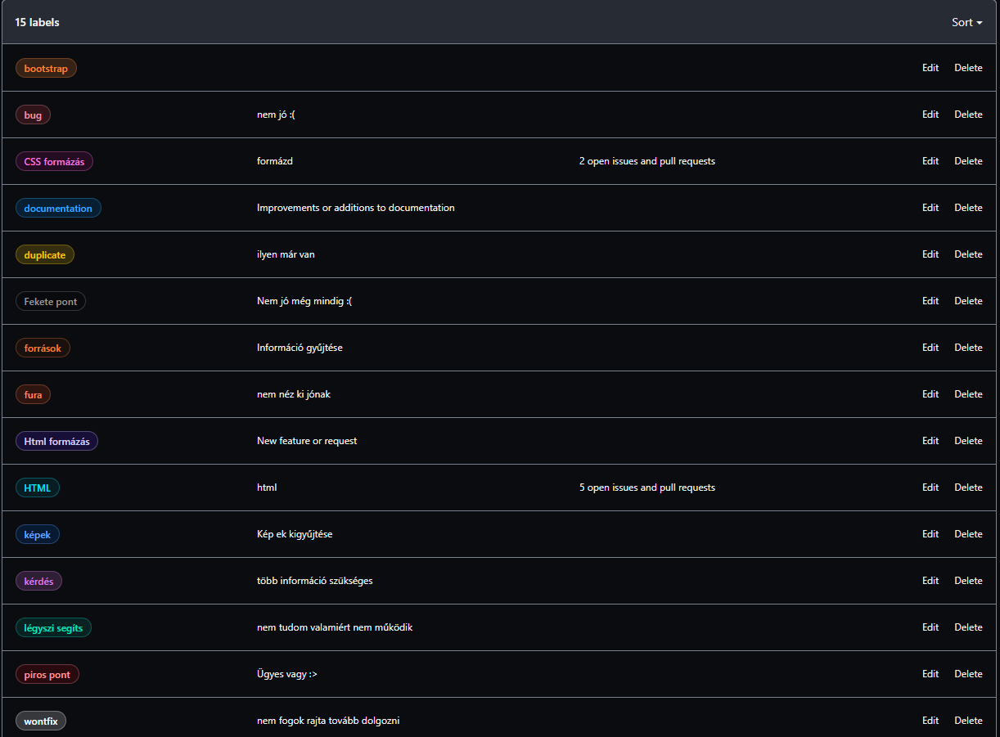 15 labels Sort
bootstrap Edit Delete
bug nem jó :( Edit Delete
CSS formázás formázd 2 open issues and pull requests Edit Delete
documentation Improvements or additions to documentation Edit Delete
duplicate ilyen már van Edit Delete
Fekete pont Nem jó még mindig :( Edit Delete
források Információ gyűjtése Edit Delete
fura nem néz ki jónak Edit Delete
Html formázás New feature or request Edit Delete
HTML html 5 open issues and pull requests Edit Delete
képek Kép ek kigyűjtése Edit Delete
kérdés több információ szükséges Edit Delete
légyszi segíts nem tudom valamiért nem működik Edit Delete
piros pont Ügyes vagy :> Edit Delete
wontfix nem fogok rajta tovább dolgozni Edit Delete